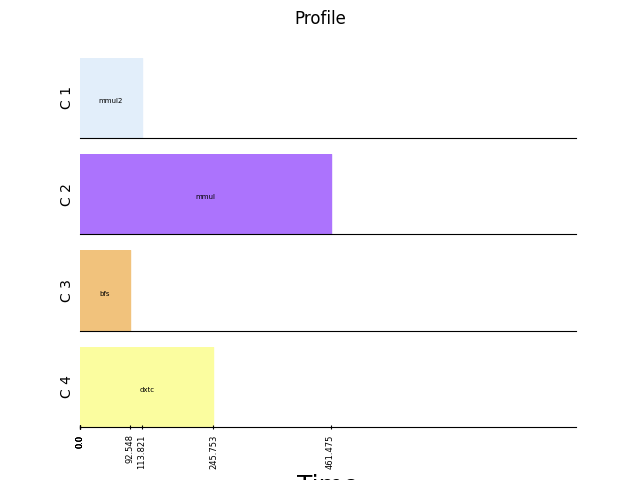 Profile
C 1
mmul2
C 2
mmul
C 3
bfs
C 4
dxtc
0.0
92.548
113.821
245.753
461.475
Time